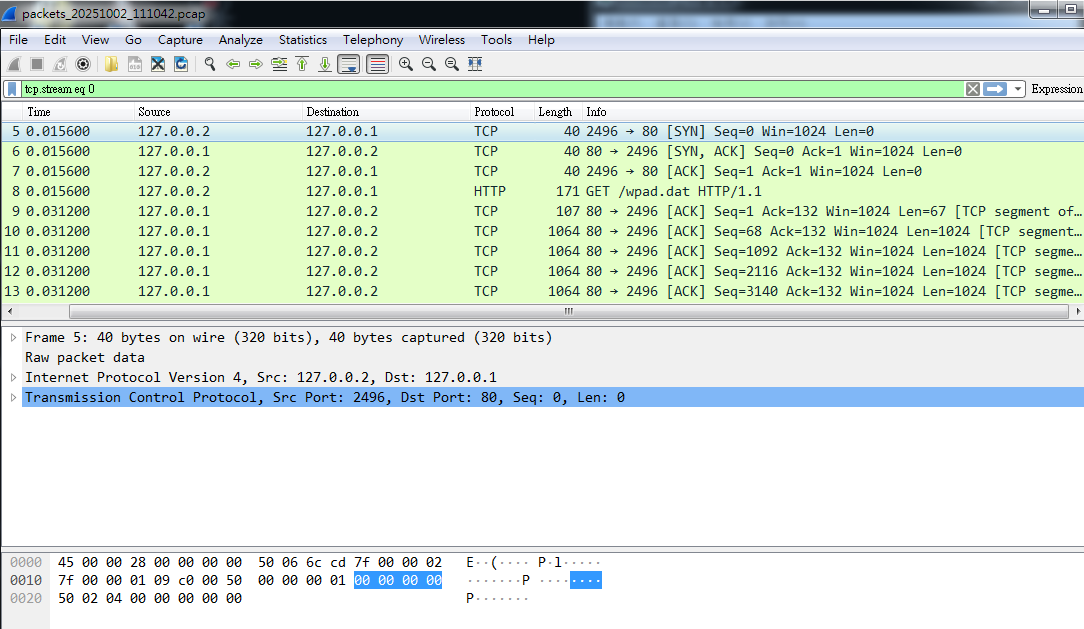 packets_20251002_111042.pcap
File Edit View Go Capture Analyze Statistics Telephony Wireless Tools Help
tcp.stream eq 0 Expression
Time Source Destination Protocol Length Info
5 0.015600 127.0.0.2 127.0.0.1 TCP 40 2496 → 80 [SYN] Seq=0 Win=1024 Len=0
6 0.015600 127.0.0.1 127.0.0.2 TCP 40 80 → 2496 [SYN, ACK] Seq=0 Ack=1 Win=1024 Len=0
7 0.015600 127.0.0.2 127.0.0.1 TCP 40 2496 → 80 [ACK] Seq=1 Ack=1 Win=1024 Len=0
8 0.015600 127.0.0.2 127.0.0.1 HTTP 171 GET /wpad.dat HTTP/1.1
9 0.031200 127.0.0.1 127.0.0.2 TCP 107 80 → 2496 [ACK] Seq=1 Ack=132 Win=1024 Len=67 [TCP segment of…
10 0.031200 127.0.0.1 127.0.0.2 TCP 1064 80 → 2496 [ACK] Seq=68 Ack=132 Win=1024 Len=1024 [TCP segment…
11 0.031200 127.0.0.1 127.0.0.2 TCP 1064 80 → 2496 [ACK] Seq=1092 Ack=132 Win=1024 Len=1024 [TCP segme…
12 0.031200 127.0.0.1 127.0.0.2 TCP 1064 80 → 2496 [ACK] Seq=2116 Ack=132 Win=1024 Len=1024 [TCP segme…
13 0.031200 127.0.0.1 127.0.0.2 TCP 1064 80 → 2496 [ACK] Seq=3140 Ack=132 Win=1024 Len=1024 [TCP segme…
Frame 5: 40 bytes on wire (320 bits), 40 bytes captured (320 bits)
Raw packet data
Internet Protocol Version 4, Src: 127.0.0.2, Dst: 127.0.0.1
Transmission Control Protocol, Src Port: 2496, Dst Port: 80, Seq: 0, Len: 0
0000 45 00 00 28 00 00 00 00 50 06 6c cd 7f 00 00 02 E··(···· P·l·····
0010 7f 00 00 01 09 c0 00 50 00 00 00 01 00 00 00 00 ·······P ········
0020 50 02 04 00 00 00 00 00 P·······